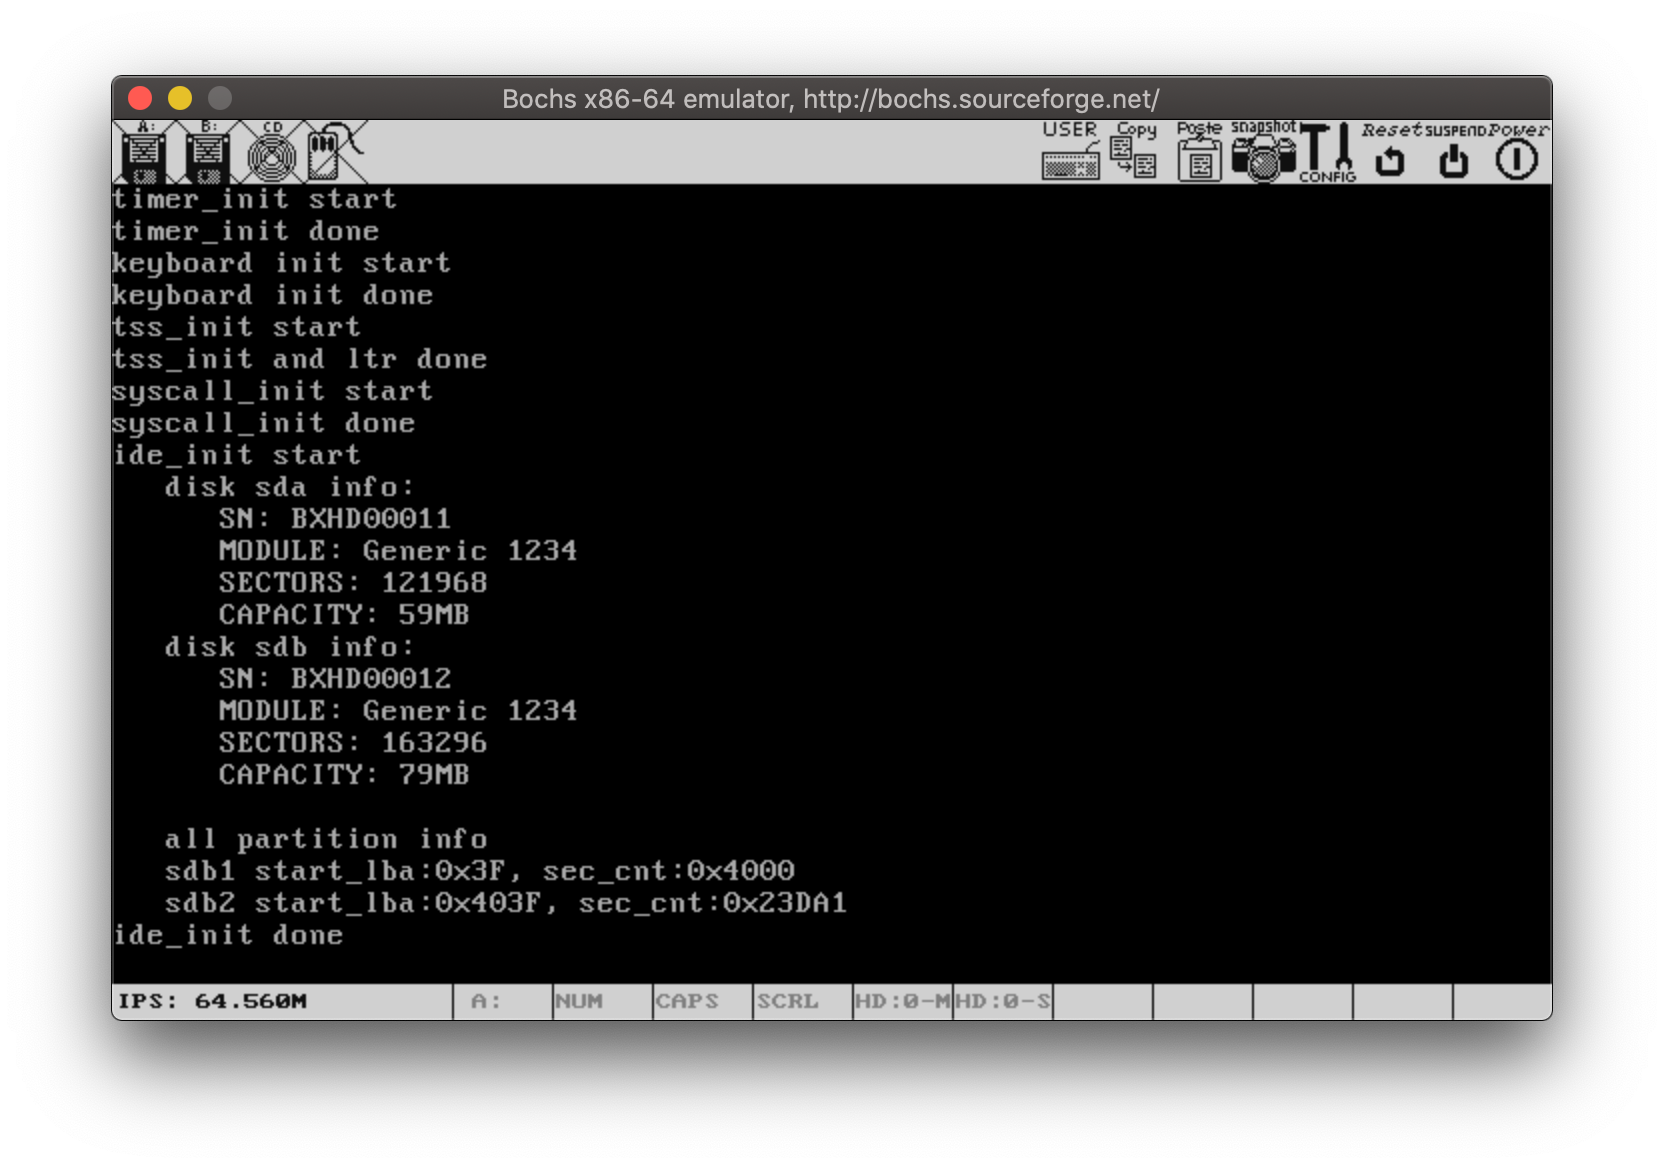 Bochs x86-64 emulator, http://bochs.sourceforge.net/
A: B: CD USER Copy Paste snapshot CONFIG Reset SUSPEND Power
timer_init start
timer_init done
keyboard init start
keyboard init done
tss_init start
tss_init and ltr done
syscall_init start
syscall_init done
ide_init start
disk sda info:
SN: BXHD00011
MODULE: Generic 1234
SECTORS: 121968
CAPACITY: 59MB
disk sdb info:
SN: BXHD00012
MODULE: Generic 1234
SECTORS: 163296
CAPACITY: 79MB
all partition info
sdb1 start_lba:0x3F, sec_cnt:0x4000
sdb2 start_lba:0x403F, sec_cnt:0x23DA1
ide_init done
IPS: 64.560M A: NUM CAPS SCRL HD:0-M HD:0-S